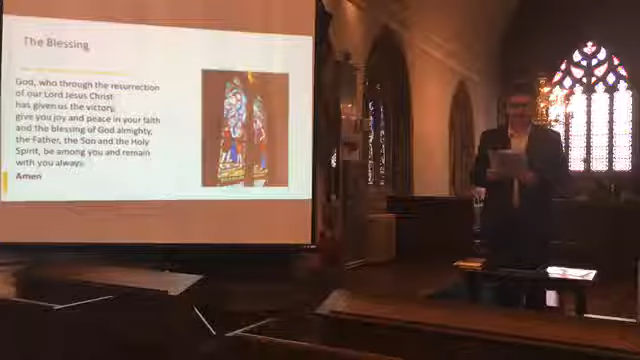 The Blessing
God, who through the resurrection
of our Lord Jesus Christ
has given us the victory,
give you joy and peace in your faith
and the blessing of God almighty,
the Father, the Son and the Holy
Spirit, be among you and remain
with you always.
Amen